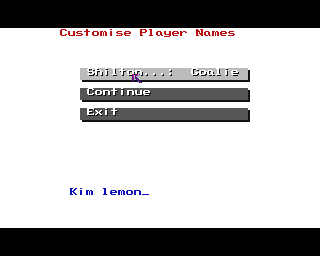 Customise Player Names
Shilton...: Goalie
Continue
Exit
Kim lemon_